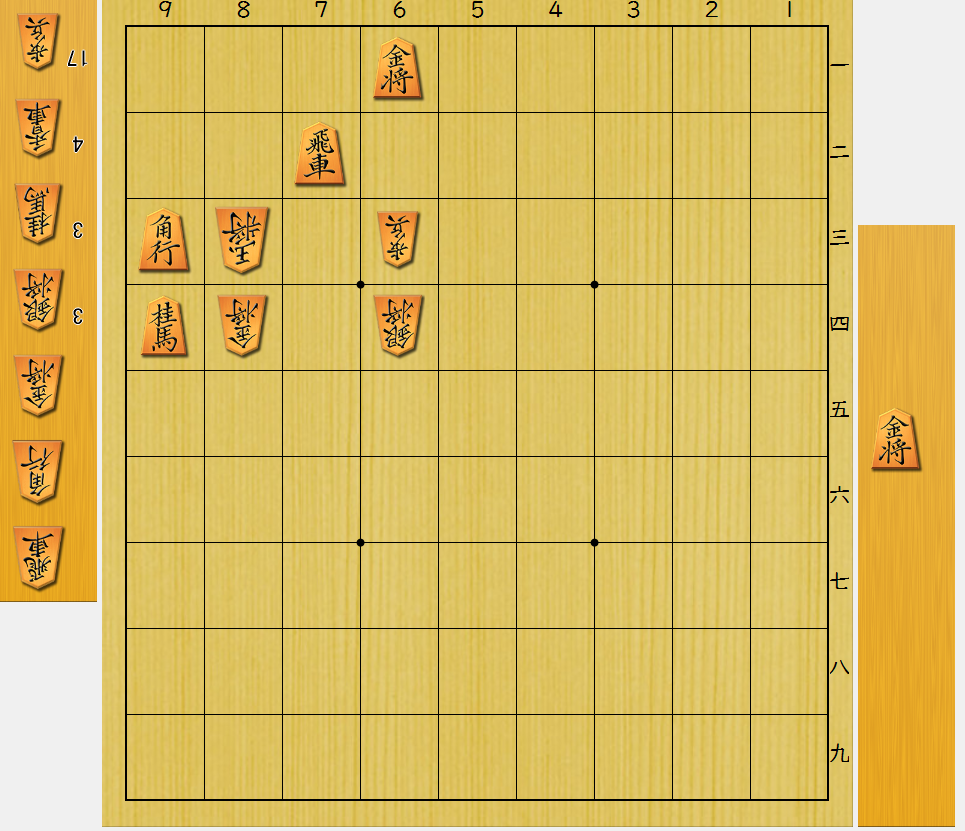 9 8 7 6 5 4 3 2 1
歩兵 17
香車 4
桂馬 3
銀将 3
金将
角行
飛車
金将 一
飛車 二
角行 玉将 歩兵 三
桂馬 金将 銀将 四
五
六
七
八
九
金将